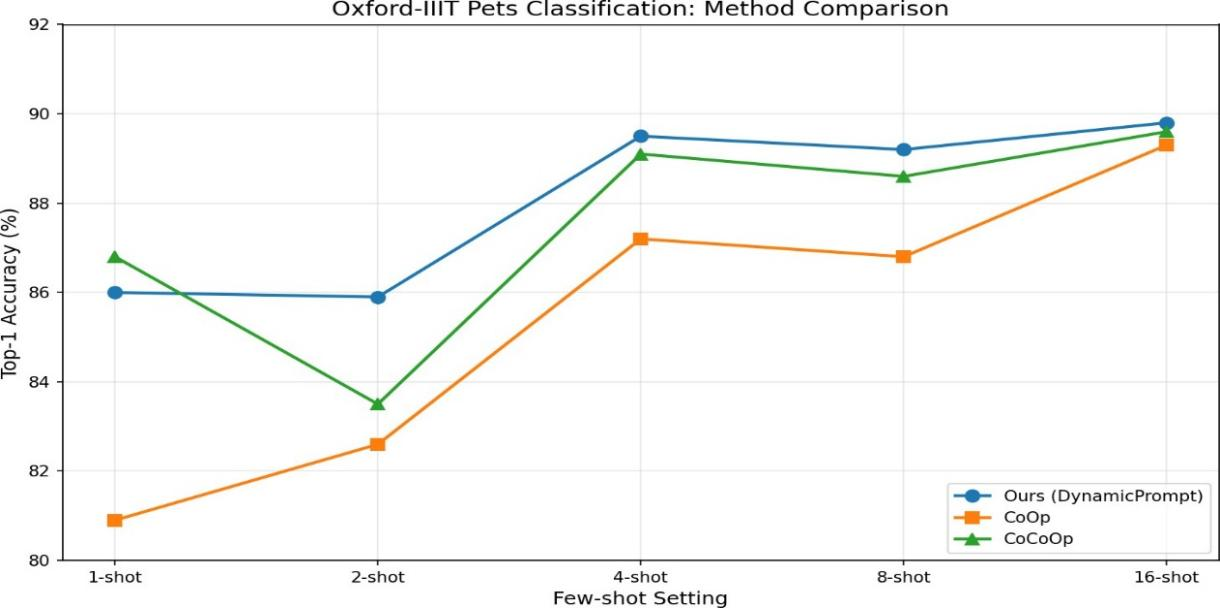 Oxford-IIIT Pets Classification: Method Comparison
92
90
88
86
84
82
80
Top-1 Accuracy (%)
1-shot
2-shot
4-shot
8-shot
16-shot
Few-shot Setting
Ours (DynamicPrompt)
CoOp
CoCoOp